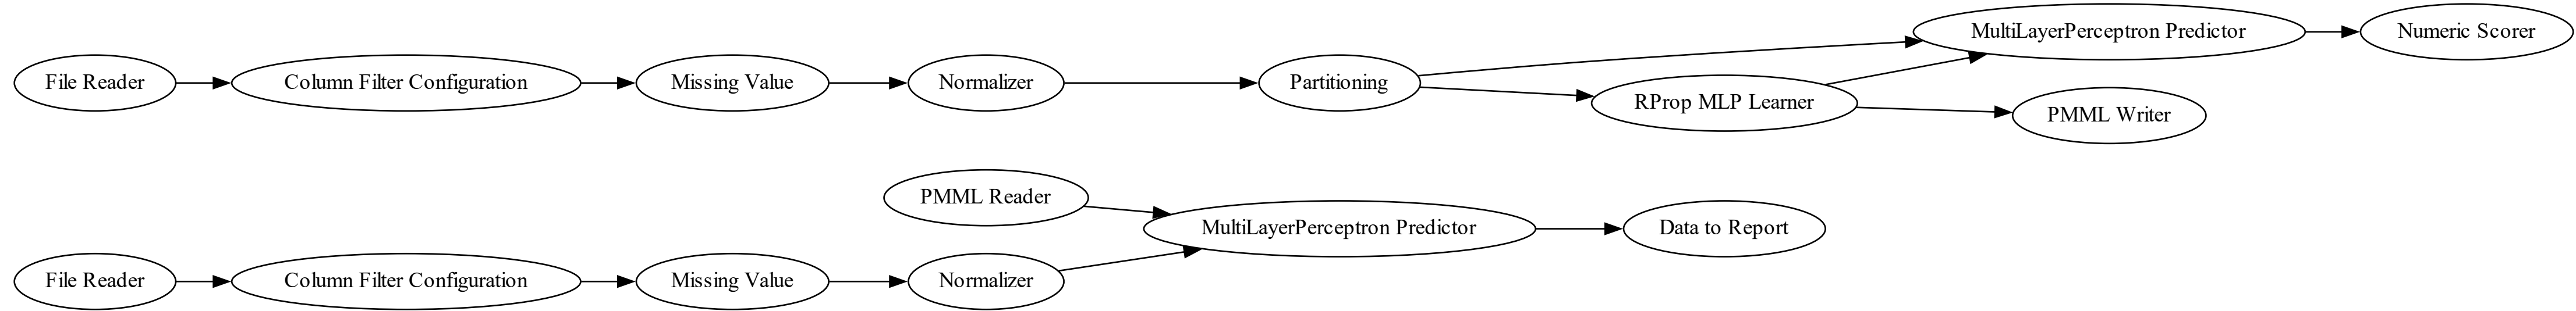 File Reader
Column Filter Configuration
Missing Value
Normalizer
Partitioning
MultiLayerPerceptron Predictor
Numeric Scorer
RProp MLP Learner
PMML Writer
PMML Reader
MultiLayerPerceptron Predictor
Data to Report
File Reader
Column Filter Configuration
Missing Value
Normalizer